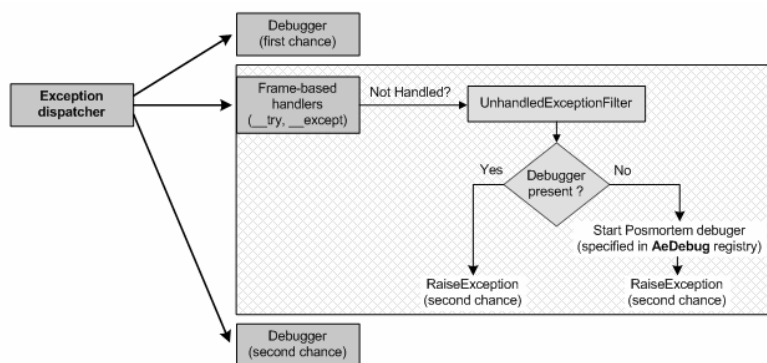 Debugger
(first chance)
Exception
dispatcher
Frame-based
handlers
(__try, __except)
Not Handled?
UnhandledExceptionFilter
Yes
Debugger
present ?
No
Start Posmortem debuger
(specified in AeDebug registry)
RaiseException
(second chance)
RaiseException
(second chance)
Debugger
(second chance)